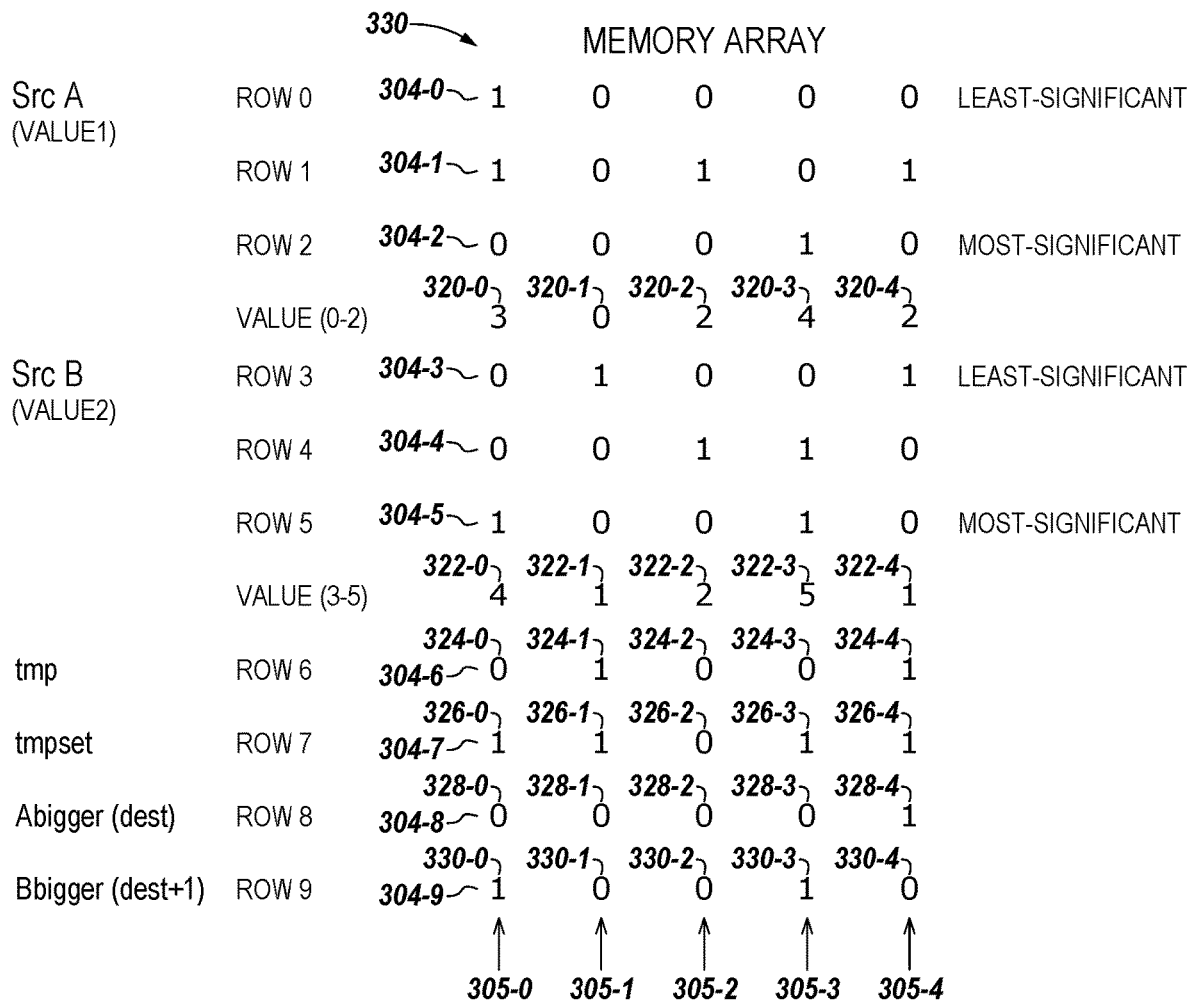 330 MEMORY ARRAY
Src A ROW 0 304-0 1 0 0 0 0 LEAST-SIGNIFICANT
(VALUE1)
ROW 1 304-1 1 0 1 0 1
ROW 2 304-2 0 0 0 1 0 MOST-SIGNIFICANT
320-0 320-1 320-2 320-3 320-4
VALUE (0-2) 3 0 2 4 2
Src B ROW 3 304-3 0 1 0 0 1 LEAST-SIGNIFICANT
(VALUE2)
ROW 4 304-4 0 0 1 1 0
ROW 5 304-5 1 0 0 1 0 MOST-SIGNIFICANT
322-0 322-1 322-2 322-3 322-4
VALUE (3-5) 4 1 2 5 1
324-0 324-1 324-2 324-3 324-4
tmp ROW 6 304-6 0 1 0 0 1
326-0 326-1 326-2 326-3 326-4
tmpset ROW 7 304-7 1 1 0 1 1
328-0 328-1 328-2 328-3 328-4
Abigger (dest) ROW 8 304-8 0 0 0 0 1
330-0 330-1 330-2 330-3 330-4
Bbigger (dest+1) ROW 9 304-9 1 0 0 1 0
305-0 305-1 305-2 305-3 305-4